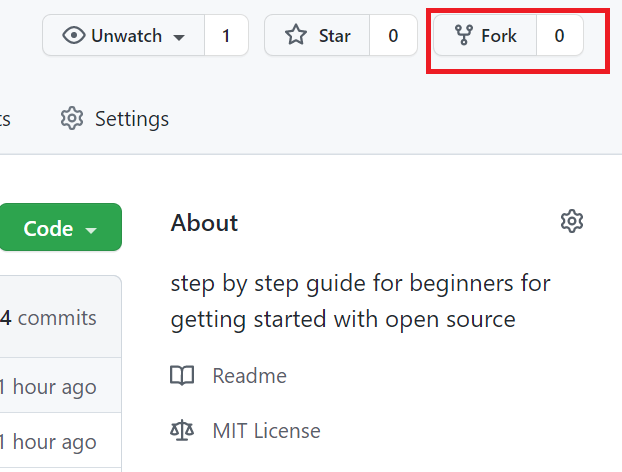 Unwatch 1 Star 0 Fork 0
Settings
Code
About
step by step guide for beginners for
getting started with open source
4 commits
Readme
1 hour ago
MIT License
1 hour ago